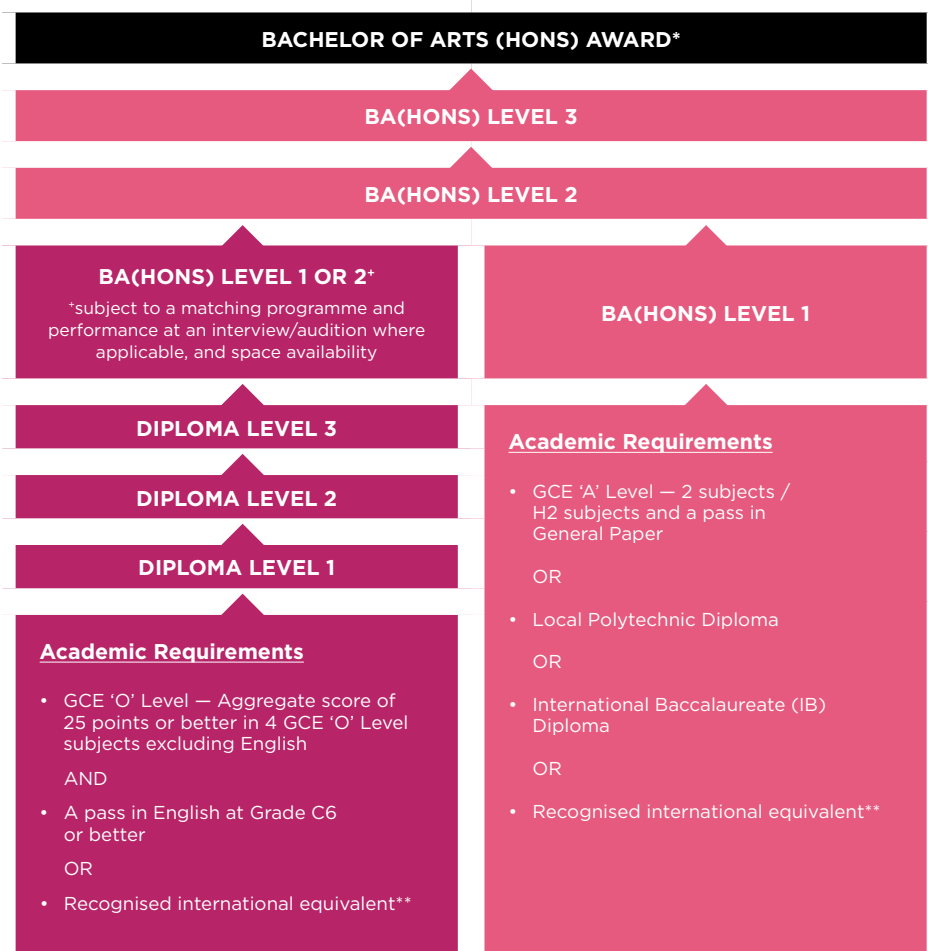 BACHELOR OF ARTS (HONS) AWARD*
BA(HONS) LEVEL 3
BA(HONS) LEVEL 2
BA(HONS) LEVEL 1 OR 2⁺
⁺subject to a matching programme and
performance at an interview/audition where
applicable, and space availability
DIPLOMA LEVEL 3
DIPLOMA LEVEL 2
DIPLOMA LEVEL 1
Academic Requirements
• GCE ‘O’ Level — Aggregate score of
25 points or better in 4 GCE ‘O’ Level
subjects excluding English
AND
• A pass in English at Grade C6
or better
OR
• Recognised international equivalent**
BA(HONS) LEVEL 1
Academic Requirements
• GCE ‘A’ Level — 2 subjects /
H2 subjects and a pass in
General Paper
OR
• Local Polytechnic Diploma
OR
• International Baccalaureate (IB)
Diploma
OR
• Recognised international equivalent**